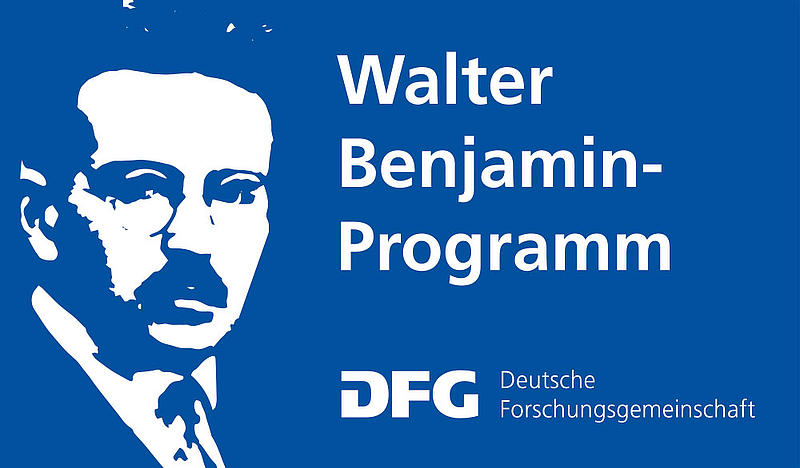 Walter
Benjamin-
Programm
DFG
Deutsche
Forschungsgemeinschaft